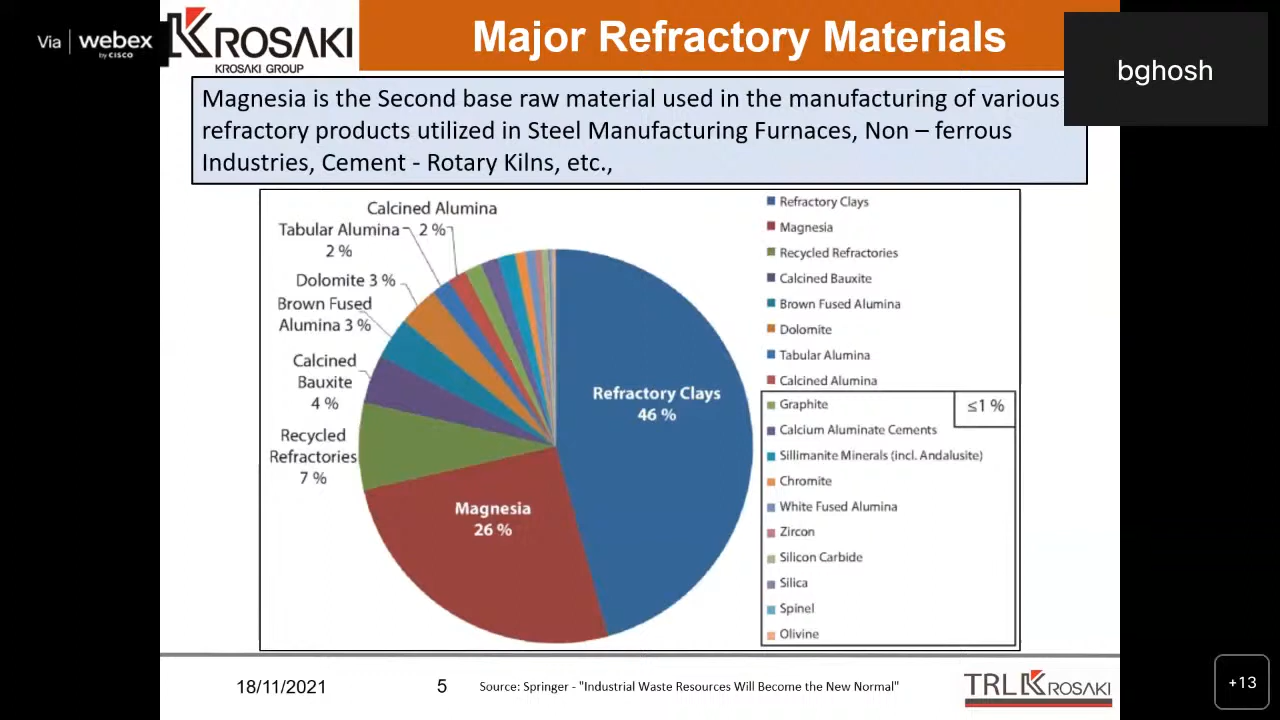 Via | webex
by CISCO
KROSAKI
KROSAKI GROUP
Major Refractory Materials
bghosh
Magnesia is the Second base raw material used in the manufacturing of various
refractory products utilized in Steel Manufacturing Furnaces, Non – ferrous
Industries, Cement - Rotary Kilns, etc.,
Calcined Alumina
2 %
Tabular Alumina
2 %
Dolomite 3 %
Brown Fused
Alumina 3 %
Calcined
Bauxite
4 %
Recycled
Refractories
7 %
Refractory Clays
46 %
Magnesia
26 %
Refractory Clays
Magnesia
Recycled Refractories
Calcined Bauxite
Brown Fused Alumina
Dolomite
Tabular Alumina
Calcined Alumina
Graphite
≤1 %
Calcium Aluminate Cements
Sillimanite Minerals (incl. Andalusite)
Chromite
White Fused Alumina
Zircon
Silicon Carbide
Silica
Spinel
Olivine
18/11/2021
5
Source: Springer - "Industrial Waste Resources Will Become the New Normal"
TRL KROSAKI
+13